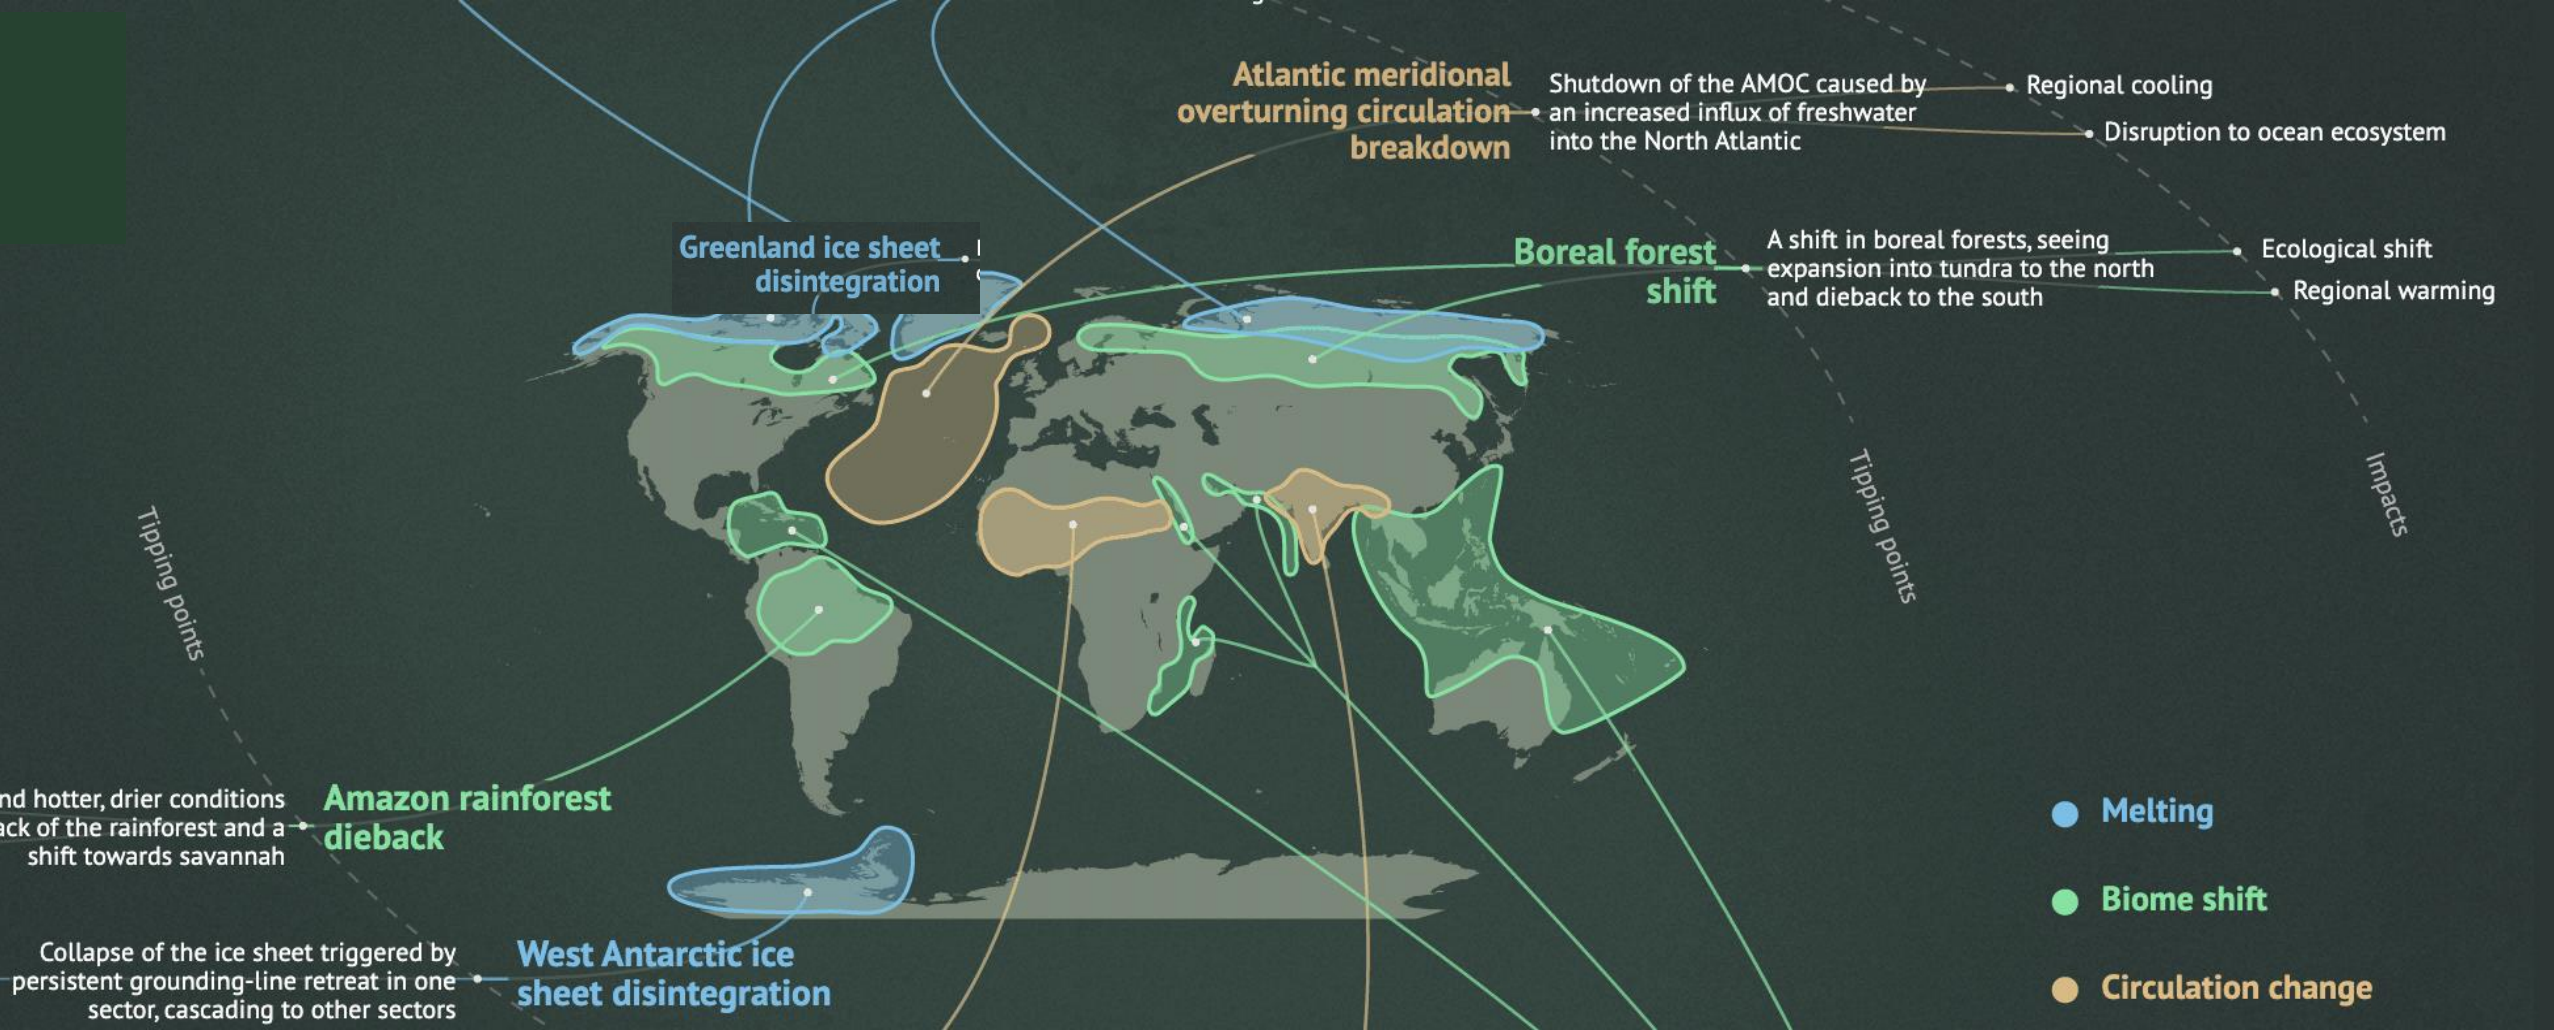 Atlantic meridional
overturning circulation
breakdown
Shutdown of the AMOC caused by
an increased influx of freshwater
into the North Atlantic
Regional cooling
Disruption to ocean ecosystem
Greenland ice sheet
disintegration
Boreal forest
shift
A shift in boreal forests, seeing
expansion into tundra to the north
and dieback to the south
Ecological shift
Regional warming
Tipping points
Impacts
Tipping points
hotter, drier conditions
of the rainforest and a
shift towards savannah
Amazon rainforest
dieback
Collapse of the ice sheet triggered by
persistent grounding-line retreat in one
sector, cascading to other sectors
West Antarctic ice
sheet disintegration
Melting
Biome shift
Circulation change